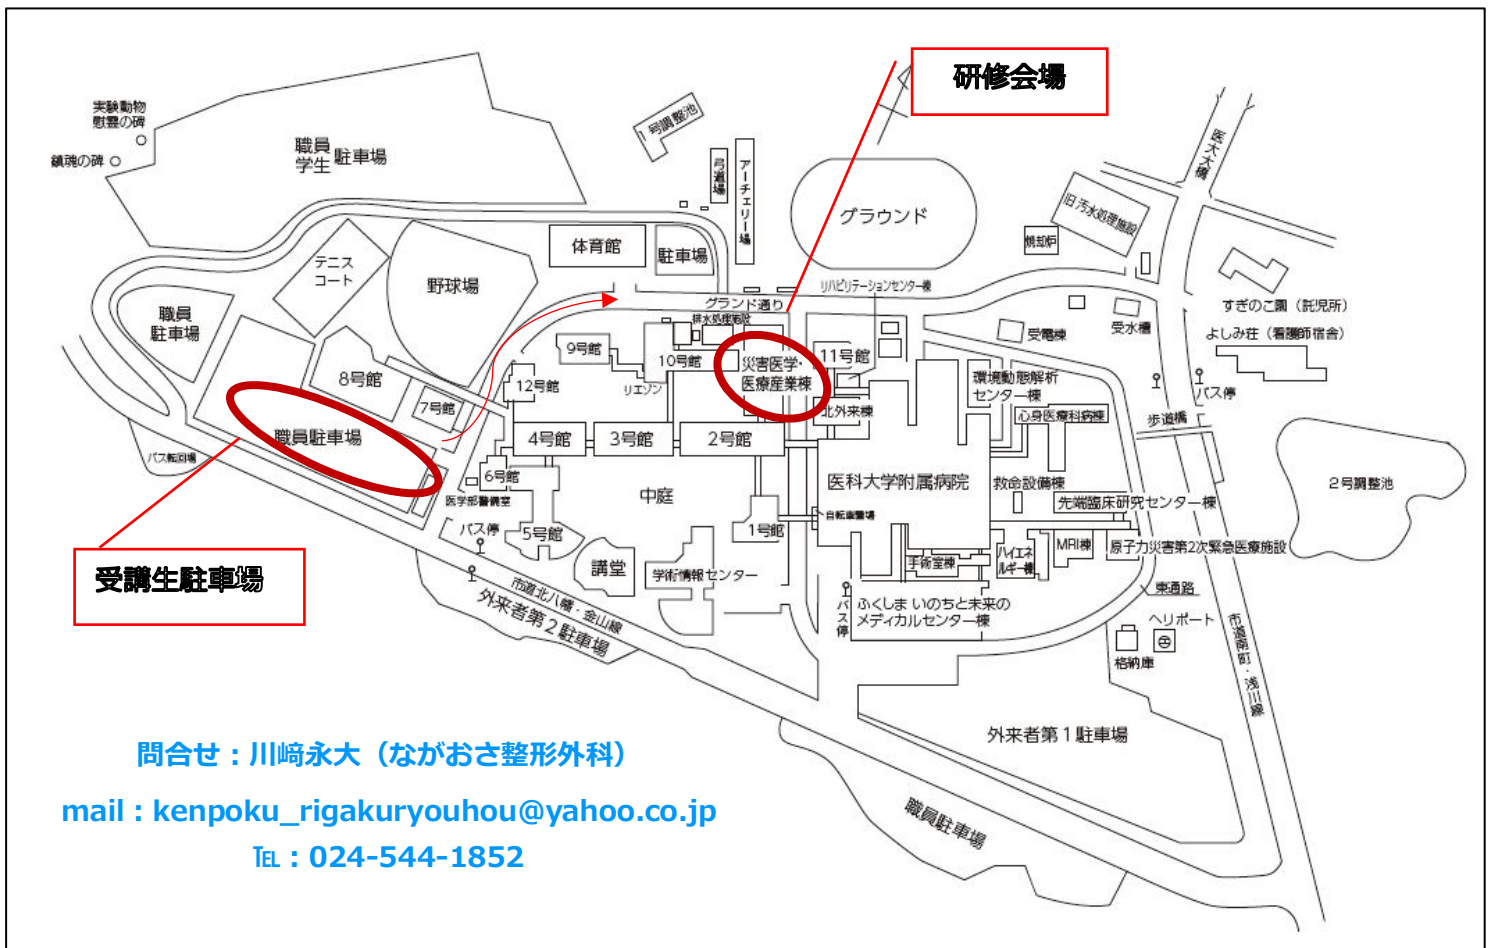 研修会場
実験動物
慰霊の碑
鎮魂の碑
職員
学生
駐車場
1号調整池
弓道場
アーチェリー場
グラウンド
医大大橋
旧汚水処理施設
焼却炉
体育館
駐車場
テニス
コート
野球場
リハビリテーションセンター棟
グランド通り
排水処理施設
職員
駐車場
すぎのこ園（託児所）
よしみ荘（看護師宿舎）
受電棟
受水槽
9号館
10号館
リエゾン
災害医学・
医療産業棟
11号館
8号館
12号館
7号館
環境動態解析
センター棟
バス停
北外来棟
心身医療科病棟
歩道橋
職員駐車場
4号館
3号館
2号館
バス転回場
6号館
医学部警備室
中庭
医科大学附属病院
救命設備棟
先端臨床研究センター棟
2号調整池
バス停
5号館
1号館
自転車置場
手術室棟
ハイエネ
ルギー棟
MRI棟
原子力災害第2次緊急医療施設
受講生駐車場
講堂
学術情報センター
東通路
市道北八幡・金山線
外来者第2駐車場
バス停
ふくしま いのちと未来の
メディカルセンター棟
ヘリポート
格納庫
市道南町・浅川線
外来者第1駐車場
職員駐車場
問合せ：川﨑永大（ながおさ整形外科）
mail：kenpoku_rigakuryouhou@yahoo.co.jp
℡：024-544-1852